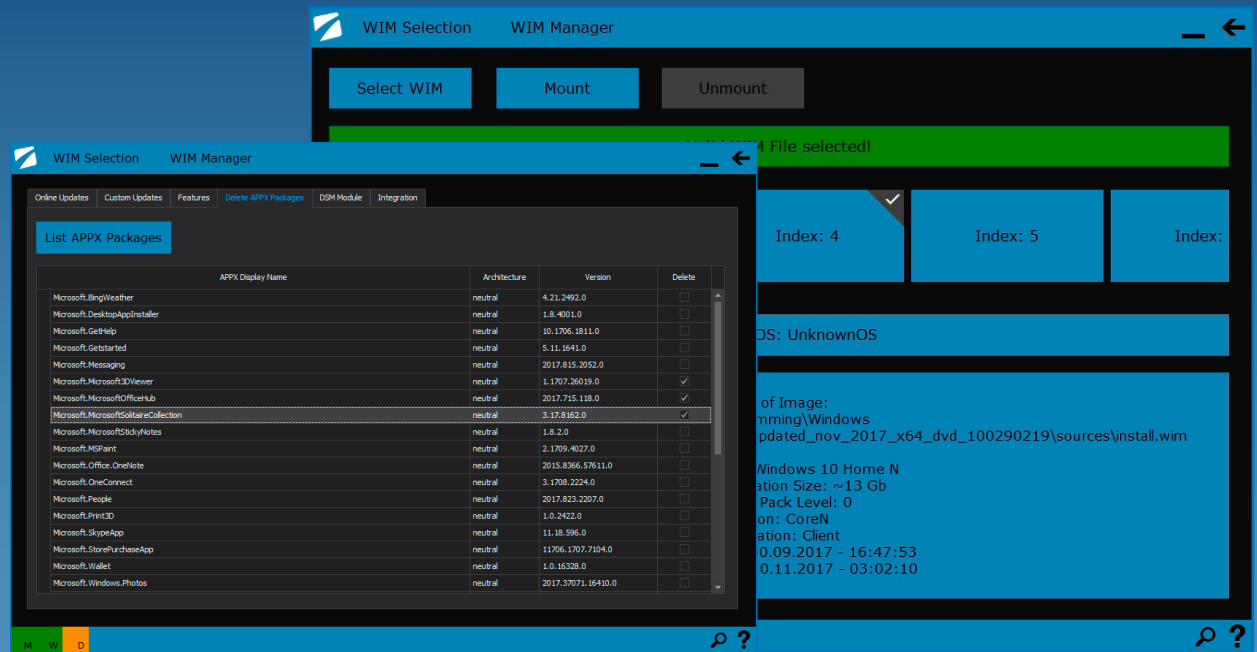 WIM Selection WIM Manager
Select WIM Mount Unmount
WIM File selected!
Index: 4 Index: 5 Index:
OS: UnknownOS
of Image:
mming\Windows
pdated_nov_2017_x64_dvd_100290219\sources\install.wim
Windows 10 Home N
ation Size: ~13 Gb
Pack Level: 0
on: CoreN
ation: Client
0.09.2017 - 16:47:53
0.11.2017 - 03:02:10
?
WIM Selection WIM Manager
Online Updates Custom Updates Features Delete APPX Packages DSM Module Integration
List APPX Packages
APPX Display Name Architecture Version Delete
Microsoft.BingWeather neutral 4.21.2492.0
Microsoft.DesktopAppInstaller neutral 1.8.4001.0
Microsoft.GetHelp neutral 10.1706.1811.0
Microsoft.Getstarted neutral 5.11.1641.0
Microsoft.Messaging neutral 2017.815.2052.0
Microsoft.Microsoft3DViewer neutral 1.1707.26019.0
Microsoft.MicrosoftOfficeHub neutral 2017.715.118.0
Microsoft.MicrosoftSolitaireCollection neutral 3.17.8162.0
Microsoft.MicrosoftStickyNotes neutral 1.8.2.0
Microsoft.MSPaint neutral 2.1709.4027.0
Microsoft.Office.OneNote neutral 2015.8366.57611.0
Microsoft.OneConnect neutral 3.1708.2224.0
Microsoft.People neutral 2017.823.2207.0
Microsoft.Print3D neutral 1.0.2422.0
Microsoft.SkypeApp neutral 11.18.596.0
Microsoft.StorePurchaseApp neutral 11706.1707.7104.0
Microsoft.Wallet neutral 1.0.16328.0
Microsoft.Windows.Photos neutral 2017.37071.16410.0
M W D ?